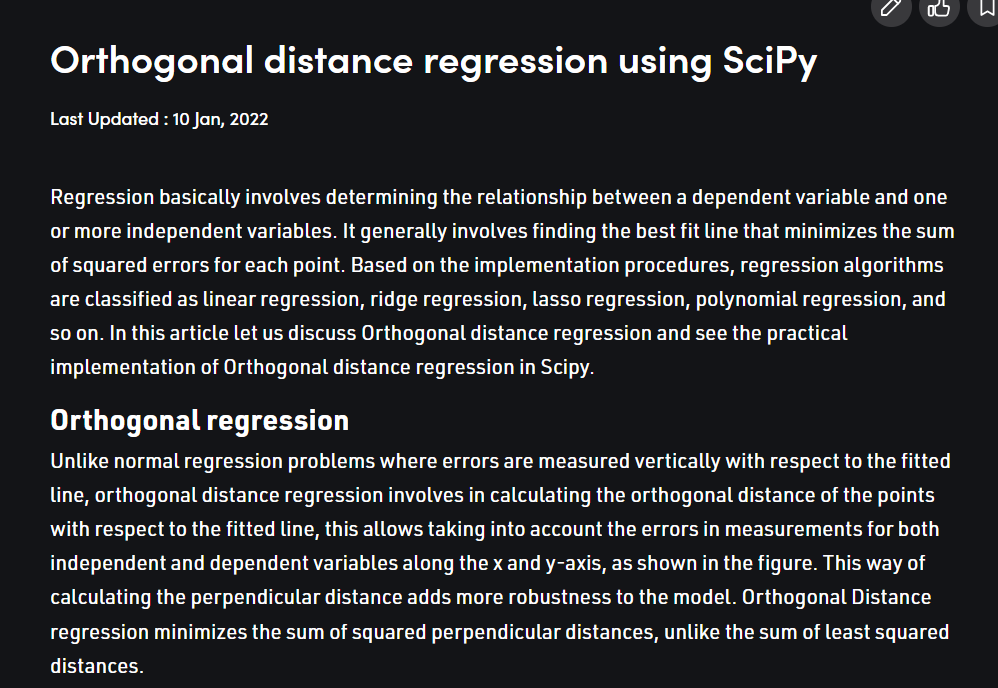 Orthogonal distance regression using SciPy
Last Updated : 10 Jan, 2022
Regression basically involves determining the relationship between a dependent variable and one
or more independent variables. It generally involves finding the best fit line that minimizes the sum
of squared errors for each point. Based on the implementation procedures, regression algorithms
are classified as linear regression, ridge regression, lasso regression, polynomial regression, and
so on. In this article let us discuss Orthogonal distance regression and see the practical
implementation of Orthogonal distance regression in Scipy.
Orthogonal regression
Unlike normal regression problems where errors are measured vertically with respect to the fitted
line, orthogonal distance regression involves in calculating the orthogonal distance of the points
with respect to the fitted line, this allows taking into account the errors in measurements for both
independent and dependent variables along the x and y-axis, as shown in the figure. This way of
calculating the perpendicular distance adds more robustness to the model. Orthogonal Distance
regression minimizes the sum of squared perpendicular distances, unlike the sum of least squared
distances.